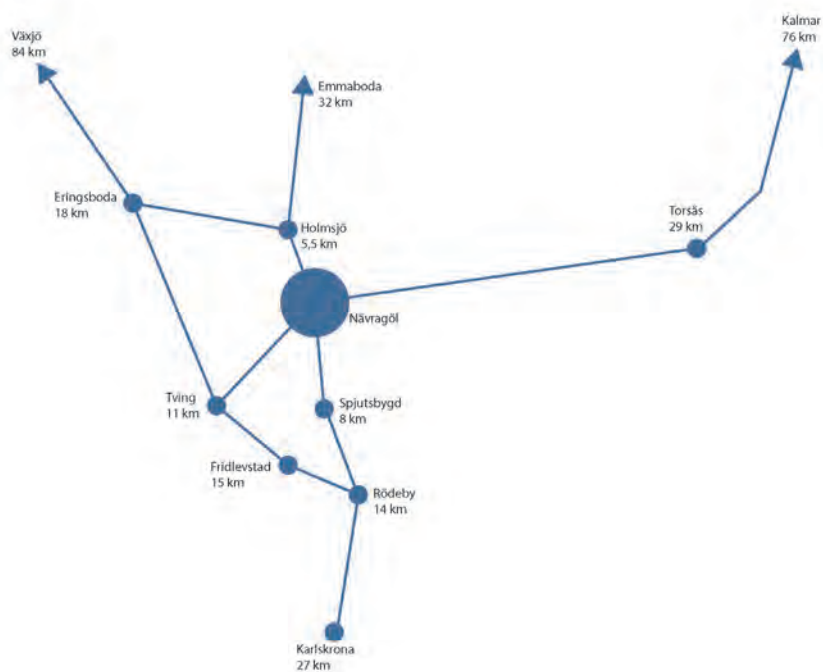 Växjö
84 km
Kalmar
76 km
Emmaboda
32 km
Eringsboda
18 km
Holmsjö
5,5 km
Torsås
29 km
Nävragöl
Tving
11 km
Spjutsbygd
8 km
Fridlevstad
15 km
Rödeby
14 km
Karlskrona
27 km